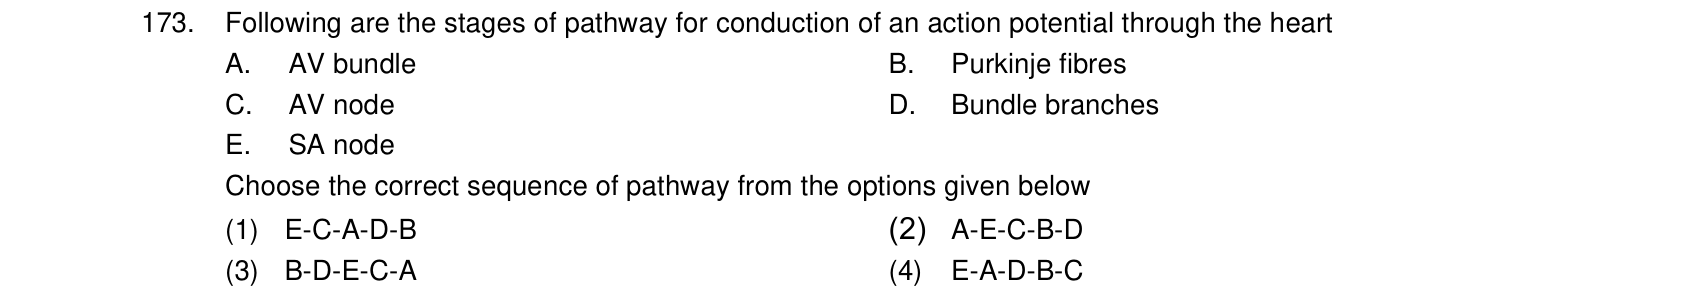 173. Following are the stages of pathway for conduction of an action potential through the heart
A. AV bundle B. Purkinje fibres
C. AV node D. Bundle branches
E. SA node
Choose the correct sequence of pathway from the options given below
(1) E-C-A-D-B (2) A-E-C-B-D
(3) B-D-E-C-A (4) E-A-D-B-C